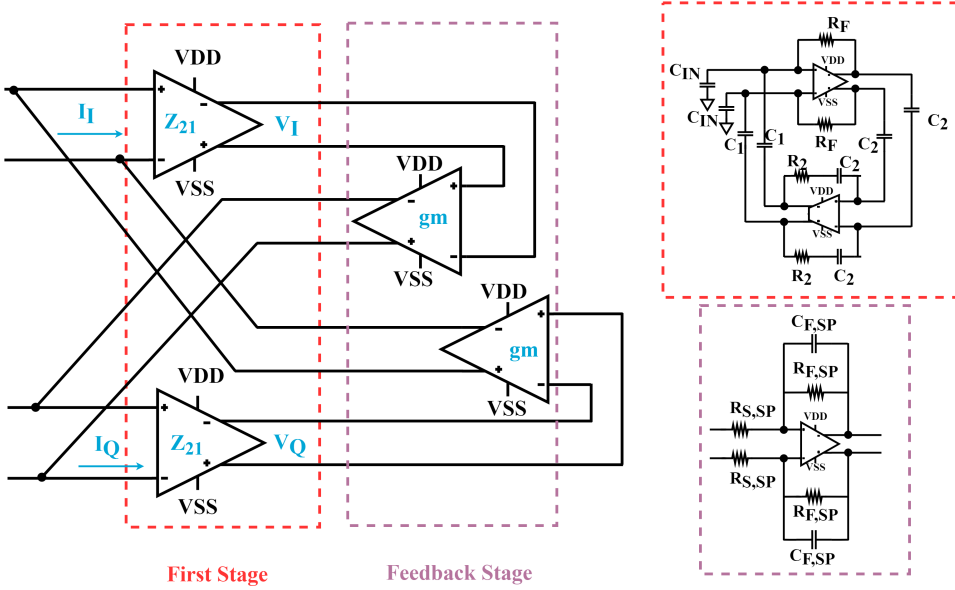 VDD
+
−
I_I
Z_21
V_I
−
+
VSS
VDD
−
+
gm
+
−
VSS
VDD
−
+
gm
+
−
VSS
VDD
+
−
I_Q
Z_21
V_Q
−
+
VSS
First Stage
Feedback Stage
R_F
C_IN
VDD
C_IN
VSS
R_F
C_1
C_1
C_2
C_2
R_2
C_2
VDD
VSS
R_2
C_2
C_F,SP
R_F,SP
R_S,SP
VDD
VSS
R_S,SP
R_F,SP
C_F,SP